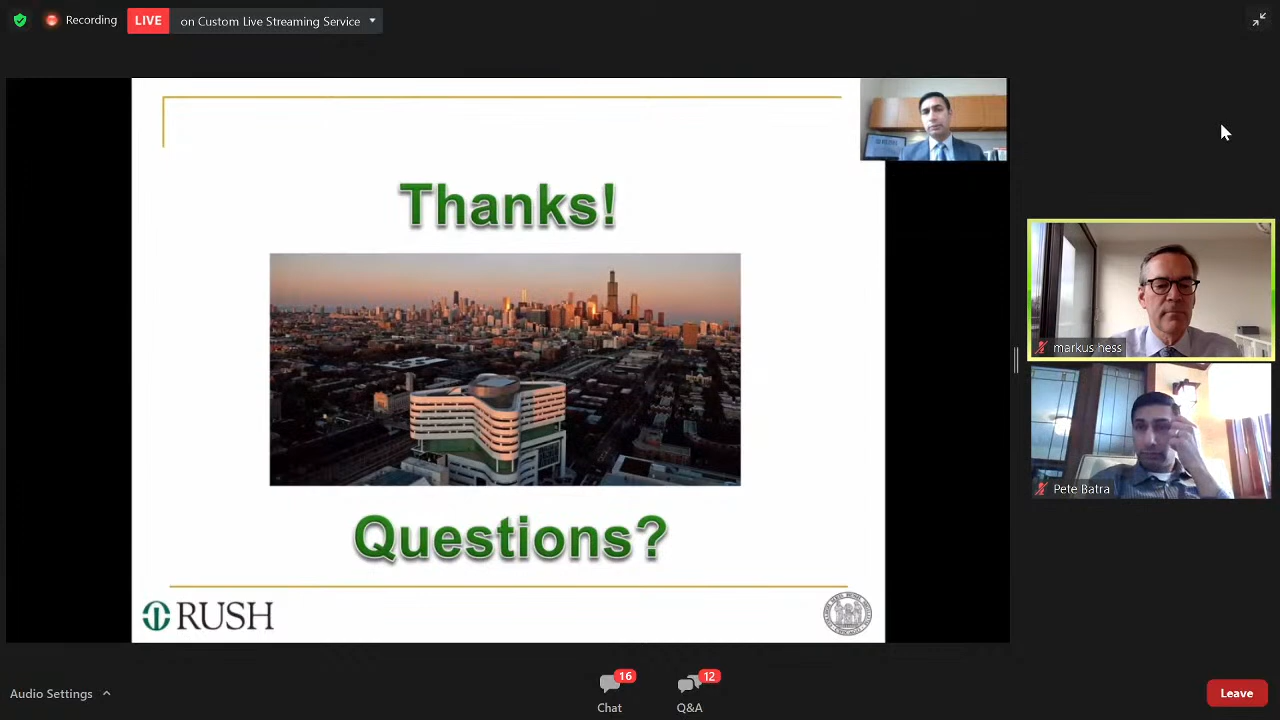 Recording
LIVE
on Custom Live Streaming Service
Thanks!
markus hess
Pete Batra
Questions?
RUSH
Audio Settings
16
Chat
12
Q&A
Leave